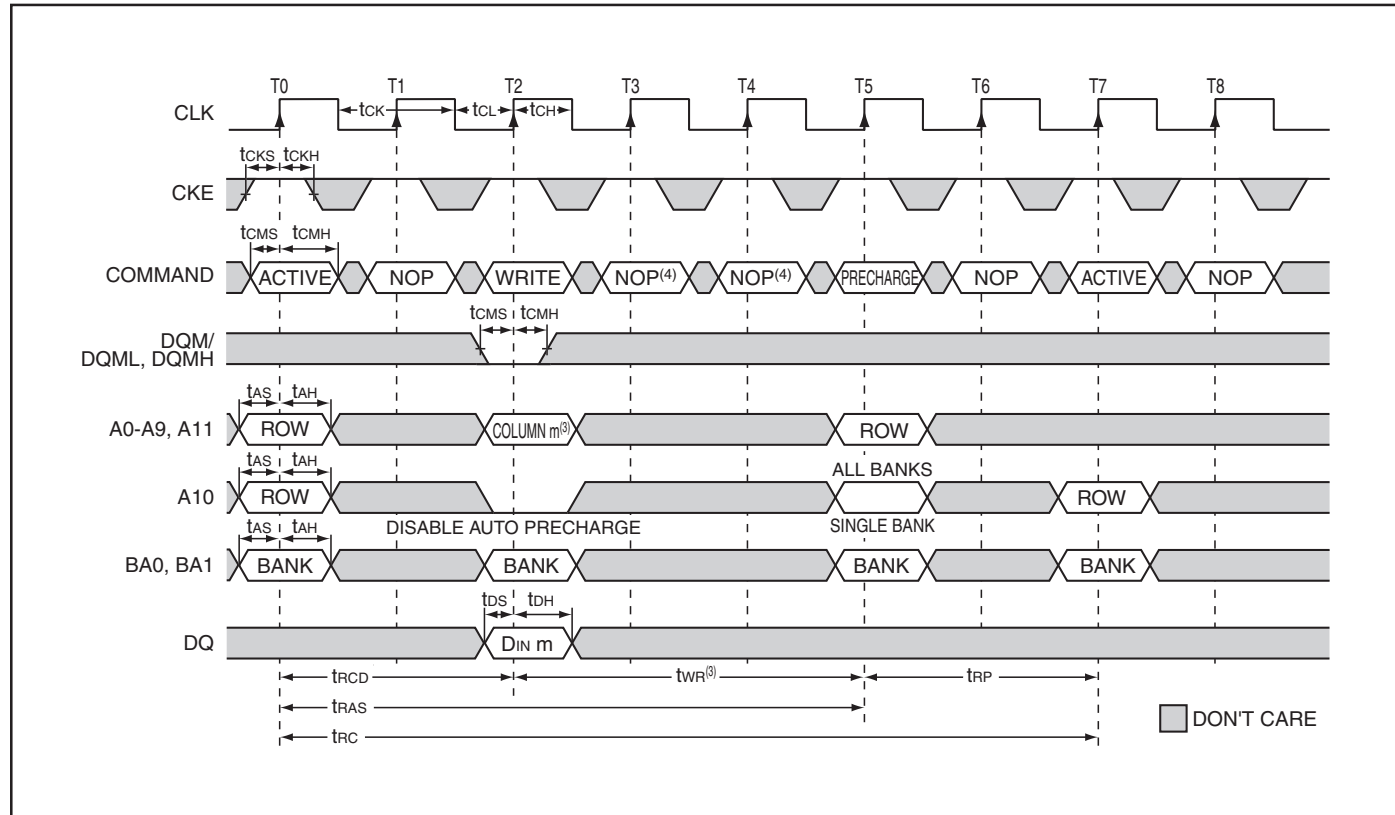 T0 T1 T2 T3 T4 T5 T6 T7 T8
CLK tCK tCL tCH
tCKS tCKH
CKE
tCMS tCMH
COMMAND ACTIVE NOP WRITE NOP(4) NOP(4) PRECHARGE NOP ACTIVE NOP
tCMS tCMH
DQM/
DQML, DQMH
tAS tAH
A0-A9, A11 ROW COLUMN m(3) ROW
tAS tAH ALL BANKS
A10 ROW ROW
tAS tAH DISABLE AUTO PRECHARGE SINGLE BANK
BA0, BA1 BANK BANK BANK BANK
tDS tDH
DQ DIN m
tRCD tWR(3) tRP
tRAS
DON'T CARE
tRC